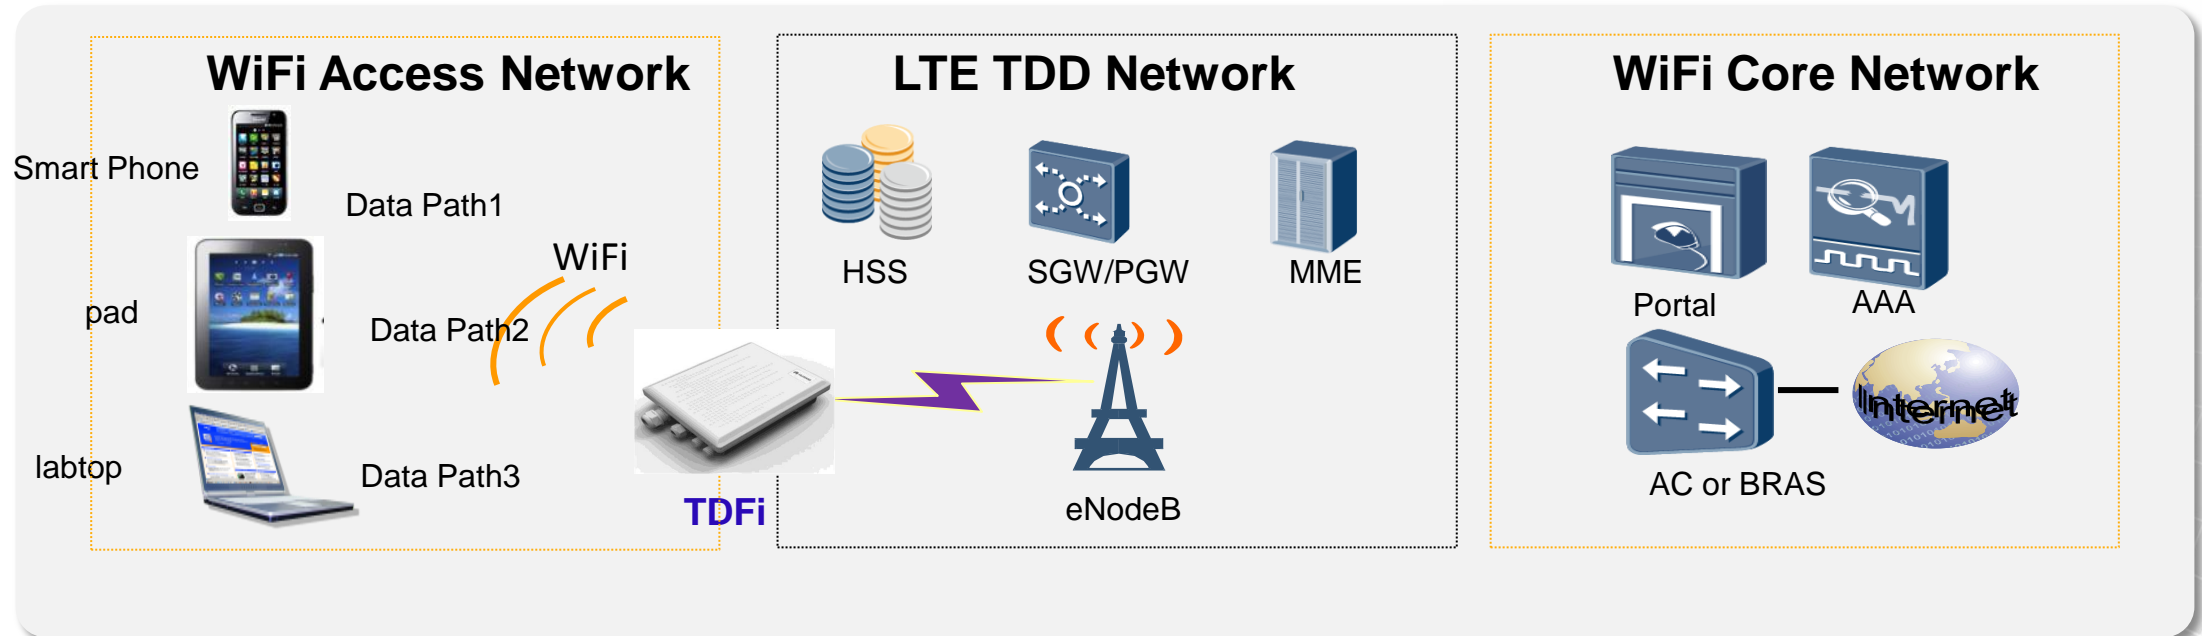 WiFi Access Network
LTE TDD Network
WiFi Core Network
Smart Phone
Data Path1
WiFi
pad
Data Path2
labtop
Data Path3
TDFi
HSS
SGW/PGW
MME
eNodeB
Portal
AAA
Internet
AC or BRAS